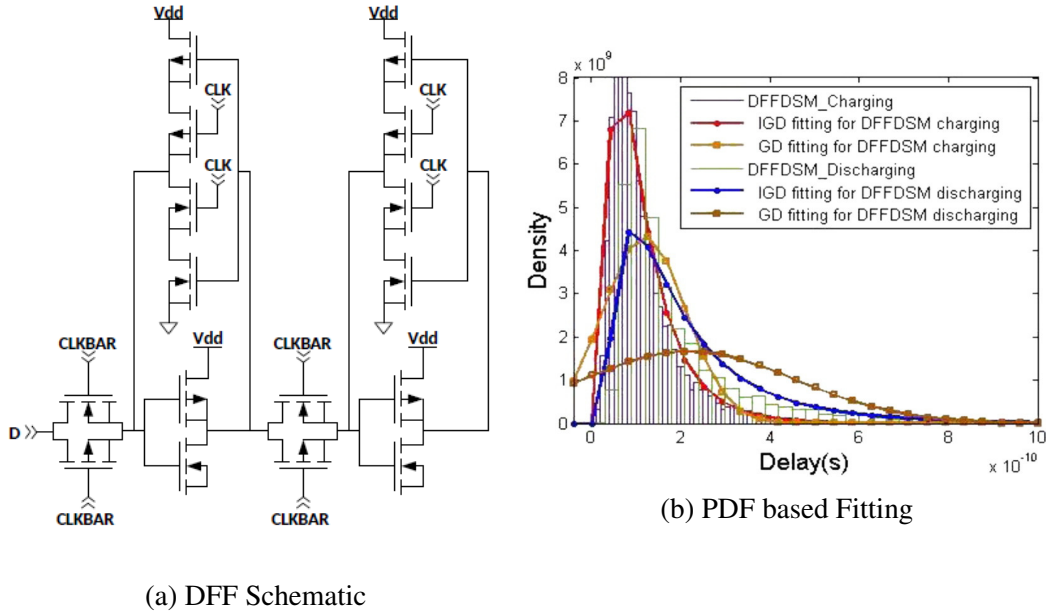 Vdd
Vdd
CLK
CLK
CLK
CLK
CLKBAR
Vdd
CLKBAR
Vdd
D
CLKBAR
CLKBAR
(a) DFF Schematic
x 10^9
8
7
6
5
4
3
2
1
0
Density
DFFDSM_Charging
IGD fitting for DFFDSM charging
GD fitting for DFFDSM charging
DFFDSM_Discharging
IGD fitting for DFFDSM discharging
GD fitting for DFFDSM discharging
0 2 4 6 8 10
Delay(s)
x 10^-10
(b) PDF based Fitting